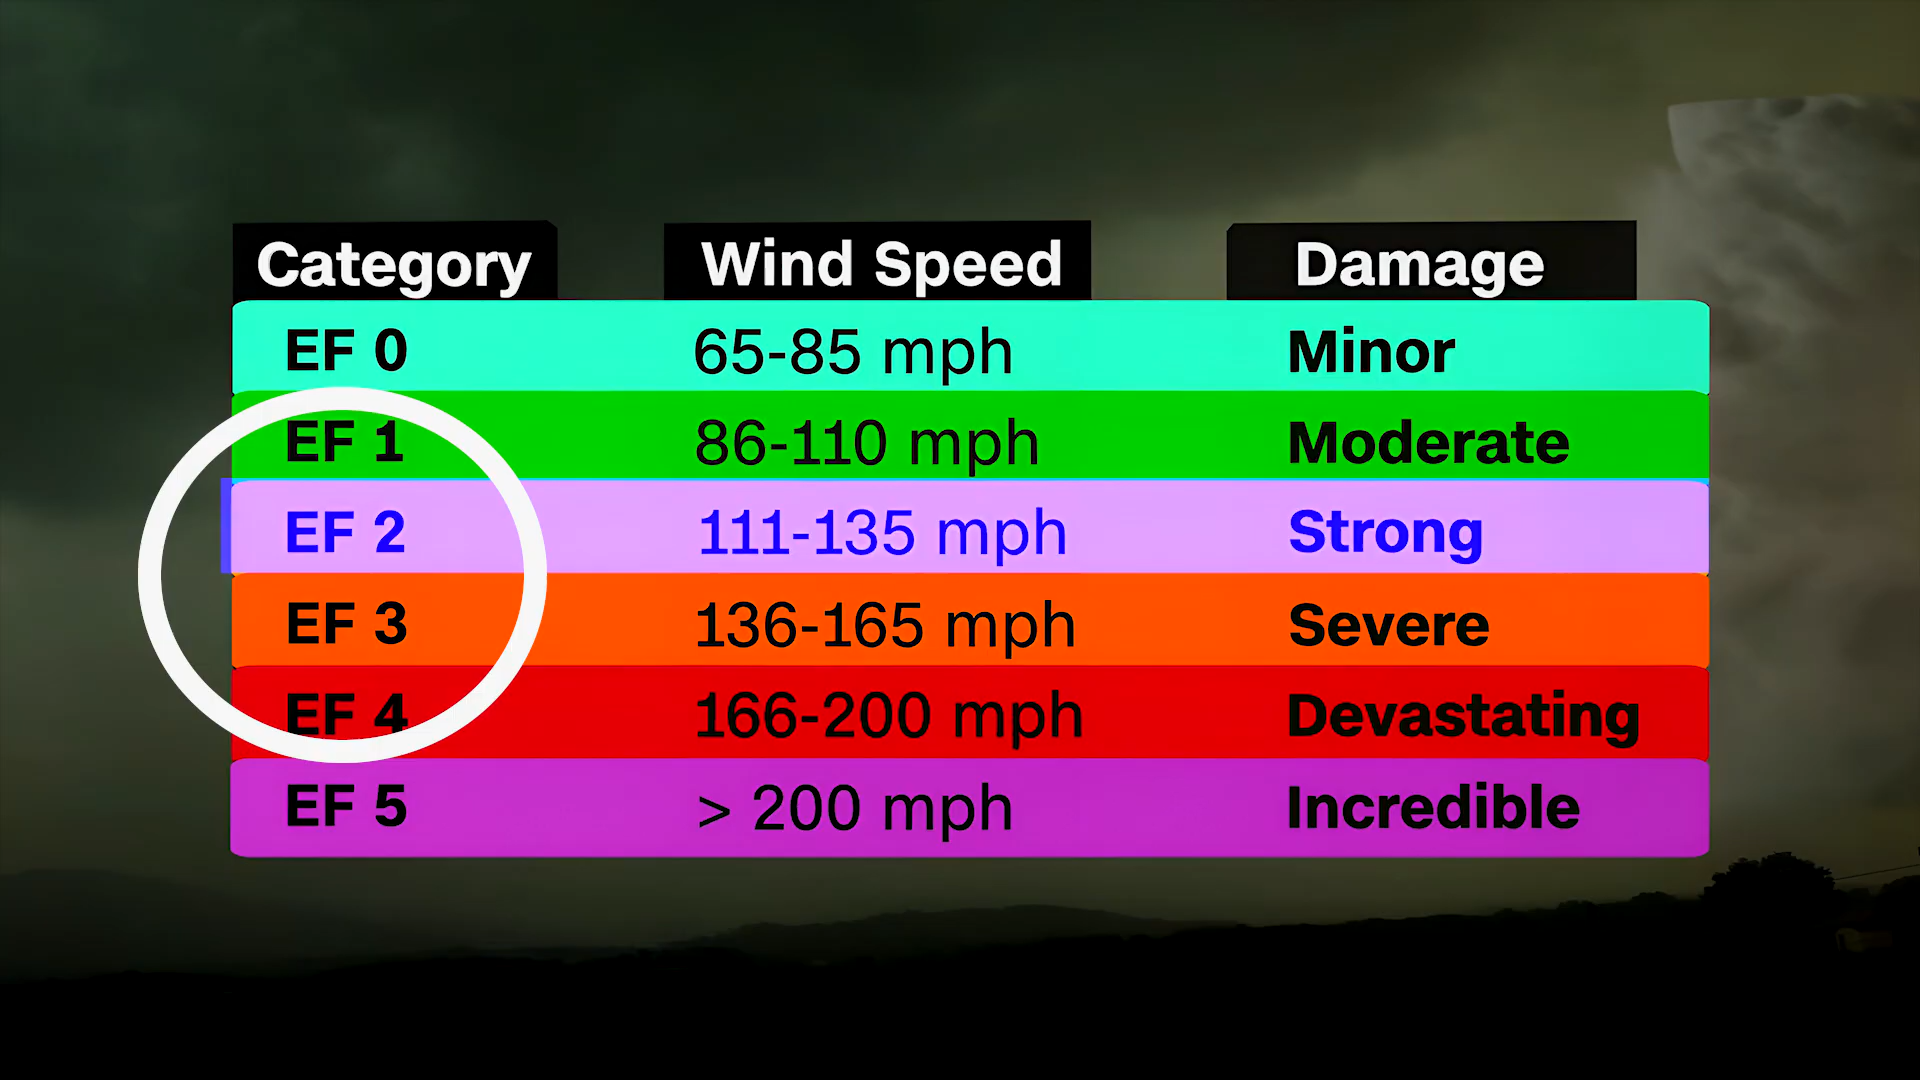 Category Wind Speed Damage
EF 0 65-85 mph Minor
EF 1 86-110 mph Moderate
EF 2 111-135 mph Strong
EF 3 136-165 mph Severe
EF 4 166-200 mph Devastating
EF 5 > 200 mph Incredible